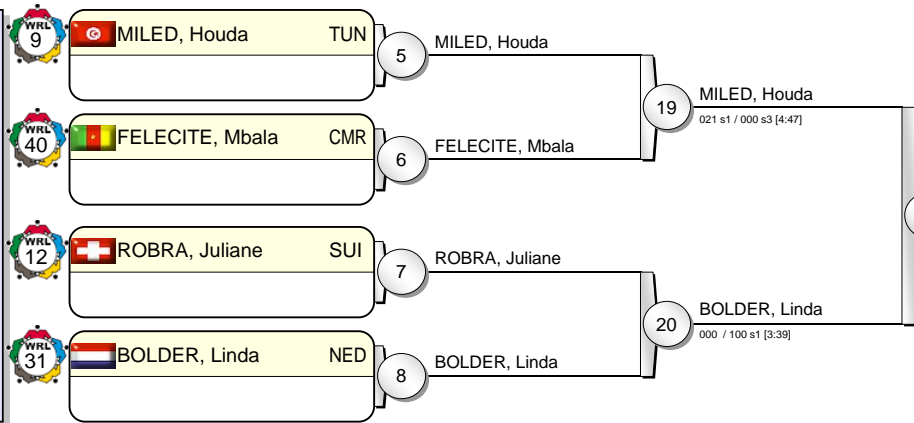 WRL
9
MILED, Houda TUN
5
MILED, Houda
WRL
40
FELECITE, Mbala CMR
6
FELECITE, Mbala
19
MILED, Houda
021 s1 / 000 s3 [4:47]
WRL
12
ROBRA, Juliane SUI
7
ROBRA, Juliane
WRL
31
BOLDER, Linda NED
8
BOLDER, Linda
20
BOLDER, Linda
000 / 100 s1 [3:39]